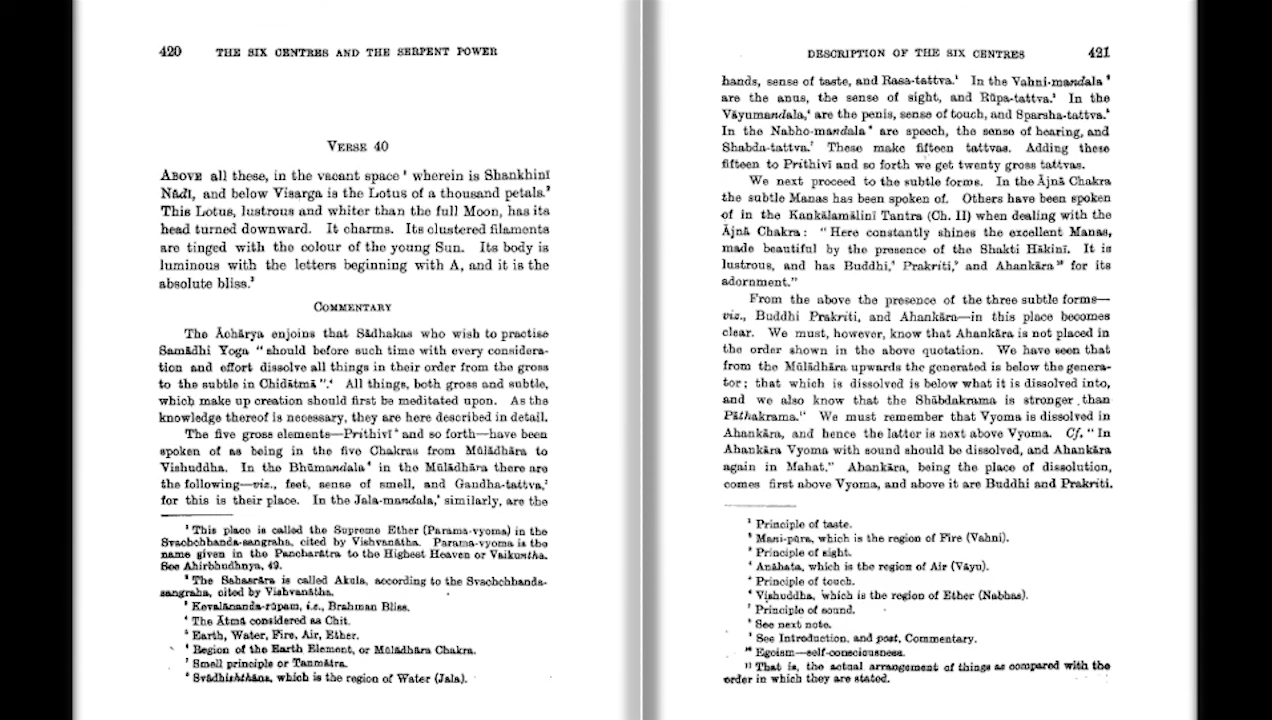 420 THE SIX CENTRES AND THE SERPENT POWER
VERSE 40
ABOVE all these, in the vacant space ¹ wherein is Shankhinī
Nāḍī, and below Visarga is the Lotus of a thousand petals.²
This Lotus, lustrous and whiter than the full Moon, has its
head turned downward. It charms. Its clustered filaments
are tinged with the colour of the young Sun. Its body is
luminous with the letters beginning with A, and it is the
absolute bliss.³
COMMENTARY
The Āchārya enjoins that Sādhakas who wish to practise
Samādhi Yoga "should before such time with every considera-
tion and effort dissolve all things in their order from the gross
to the subtle in Chidātmā".⁴ All things, both gross and subtle,
which make up creation should first be meditated upon. As the
knowledge thereof is necessary, they are here described in detail.
The five gross elements—Prithivī ⁵ and so forth—have been
spoken of as being in the five Chakras from Mūlādhāra to
Vishuddha. In the Bhūmandala ⁶ in the Mūlādhāra there are
the following—viz., feet, sense of smell, and Gandha-tattva,⁷
for this is their place. In the Jala-mandala,⁸ similarly, are the
¹ This place is called the Supreme Ether (Parama-vyoma) in the
Svachchhanda-sangraha, cited by Vishvanātha. Parama-vyoma is the
name given in the Pancharātra to the Highest Heaven or Vaikuntha.
See Ahirbhudhnya, 49.
² The Sahasrāra is called Akula, according to the Svachchhanda-
sangraha, cited by Vishvanātha.
³ Kevalānanda-rūpam, i.e., Brahman Bliss.
⁴ The Ātmā considered as Chit.
⁵ Earth, Water, Fire, Air, Ether.
⁶ Region of the Earth Element, or Mūlādhāra Chakra.
⁷ Smell principle or Tanmātra.
⁸ Svādhishthāna, which is the region of Water (Jala).
DESCRIPTION OF THE SIX CENTRES 421
hands, sense of taste, and Rasa-tattva.¹ In the Vahni-mandala ²
are the anus, the sense of sight, and Rūpa-tattva.³ In the
Vāyumandala,⁴ are the penis, sense of touch, and Sparsha-tattva.⁵
In the Nabho-mandala ⁶ are speech, the sense of hearing, and
Shabda-tattva.⁷ These make fifteen tattvas. Adding these
fifteen to Prithivī and so forth we get twenty gross tattvas.
We next proceed to the subtle forms. In the Ājnā Chakra
the subtle Manas has been spoken of. Others have been spoken
of in the Kankālamālinī Tantra (Ch. II) when dealing with the
Ājnā Chakra: "Here constantly shines the excellent Manas,
made beautiful by the presence of the Shakti Hākinī. It is
lustrous, and has Buddhi,⁸ Prakriti,⁹ and Ahankāra ¹⁰ for its
adornment."
From the above the presence of the three subtle forms—
viz., Buddhi Prakriti, and Ahankāra—in this place becomes
clear. We must, however, know that Ahankāra is not placed in
the order shown in the above quotation. We have seen that
from the Mūlādhāra upwards the generated is below the genera-
tor; that which is dissolved is below what it is dissolved into,
and we also know that the Shābdakrama is stronger than
Pāthakrama.¹¹ We must remember that Vyoma is dissolved in
Ahankāra, and hence the latter is next above Vyoma. Cf. "In
Ahankāra Vyoma with sound should be dissolved, and Ahankāra
again in Mahat." Ahankāra, being the place of dissolution,
comes first above Vyoma, and above it are Buddhi and Prakriti.
¹ Principle of taste.
² Mani-pūra, which is the region of Fire (Vahni).
³ Principle of sight.
⁴ Anāhata, which is the region of Air (Vāyu).
⁵ Principle of touch.
⁶ Vishuddha, which is the region of Ether (Nabhas).
⁷ Principle of sound.
⁸ See next note.
⁹ See Introduction, and post, Commentary.
¹⁰ Egoism—self-consciousness.
¹¹ That is, the actual arrangement of things as compared with the
order in which they are stated.